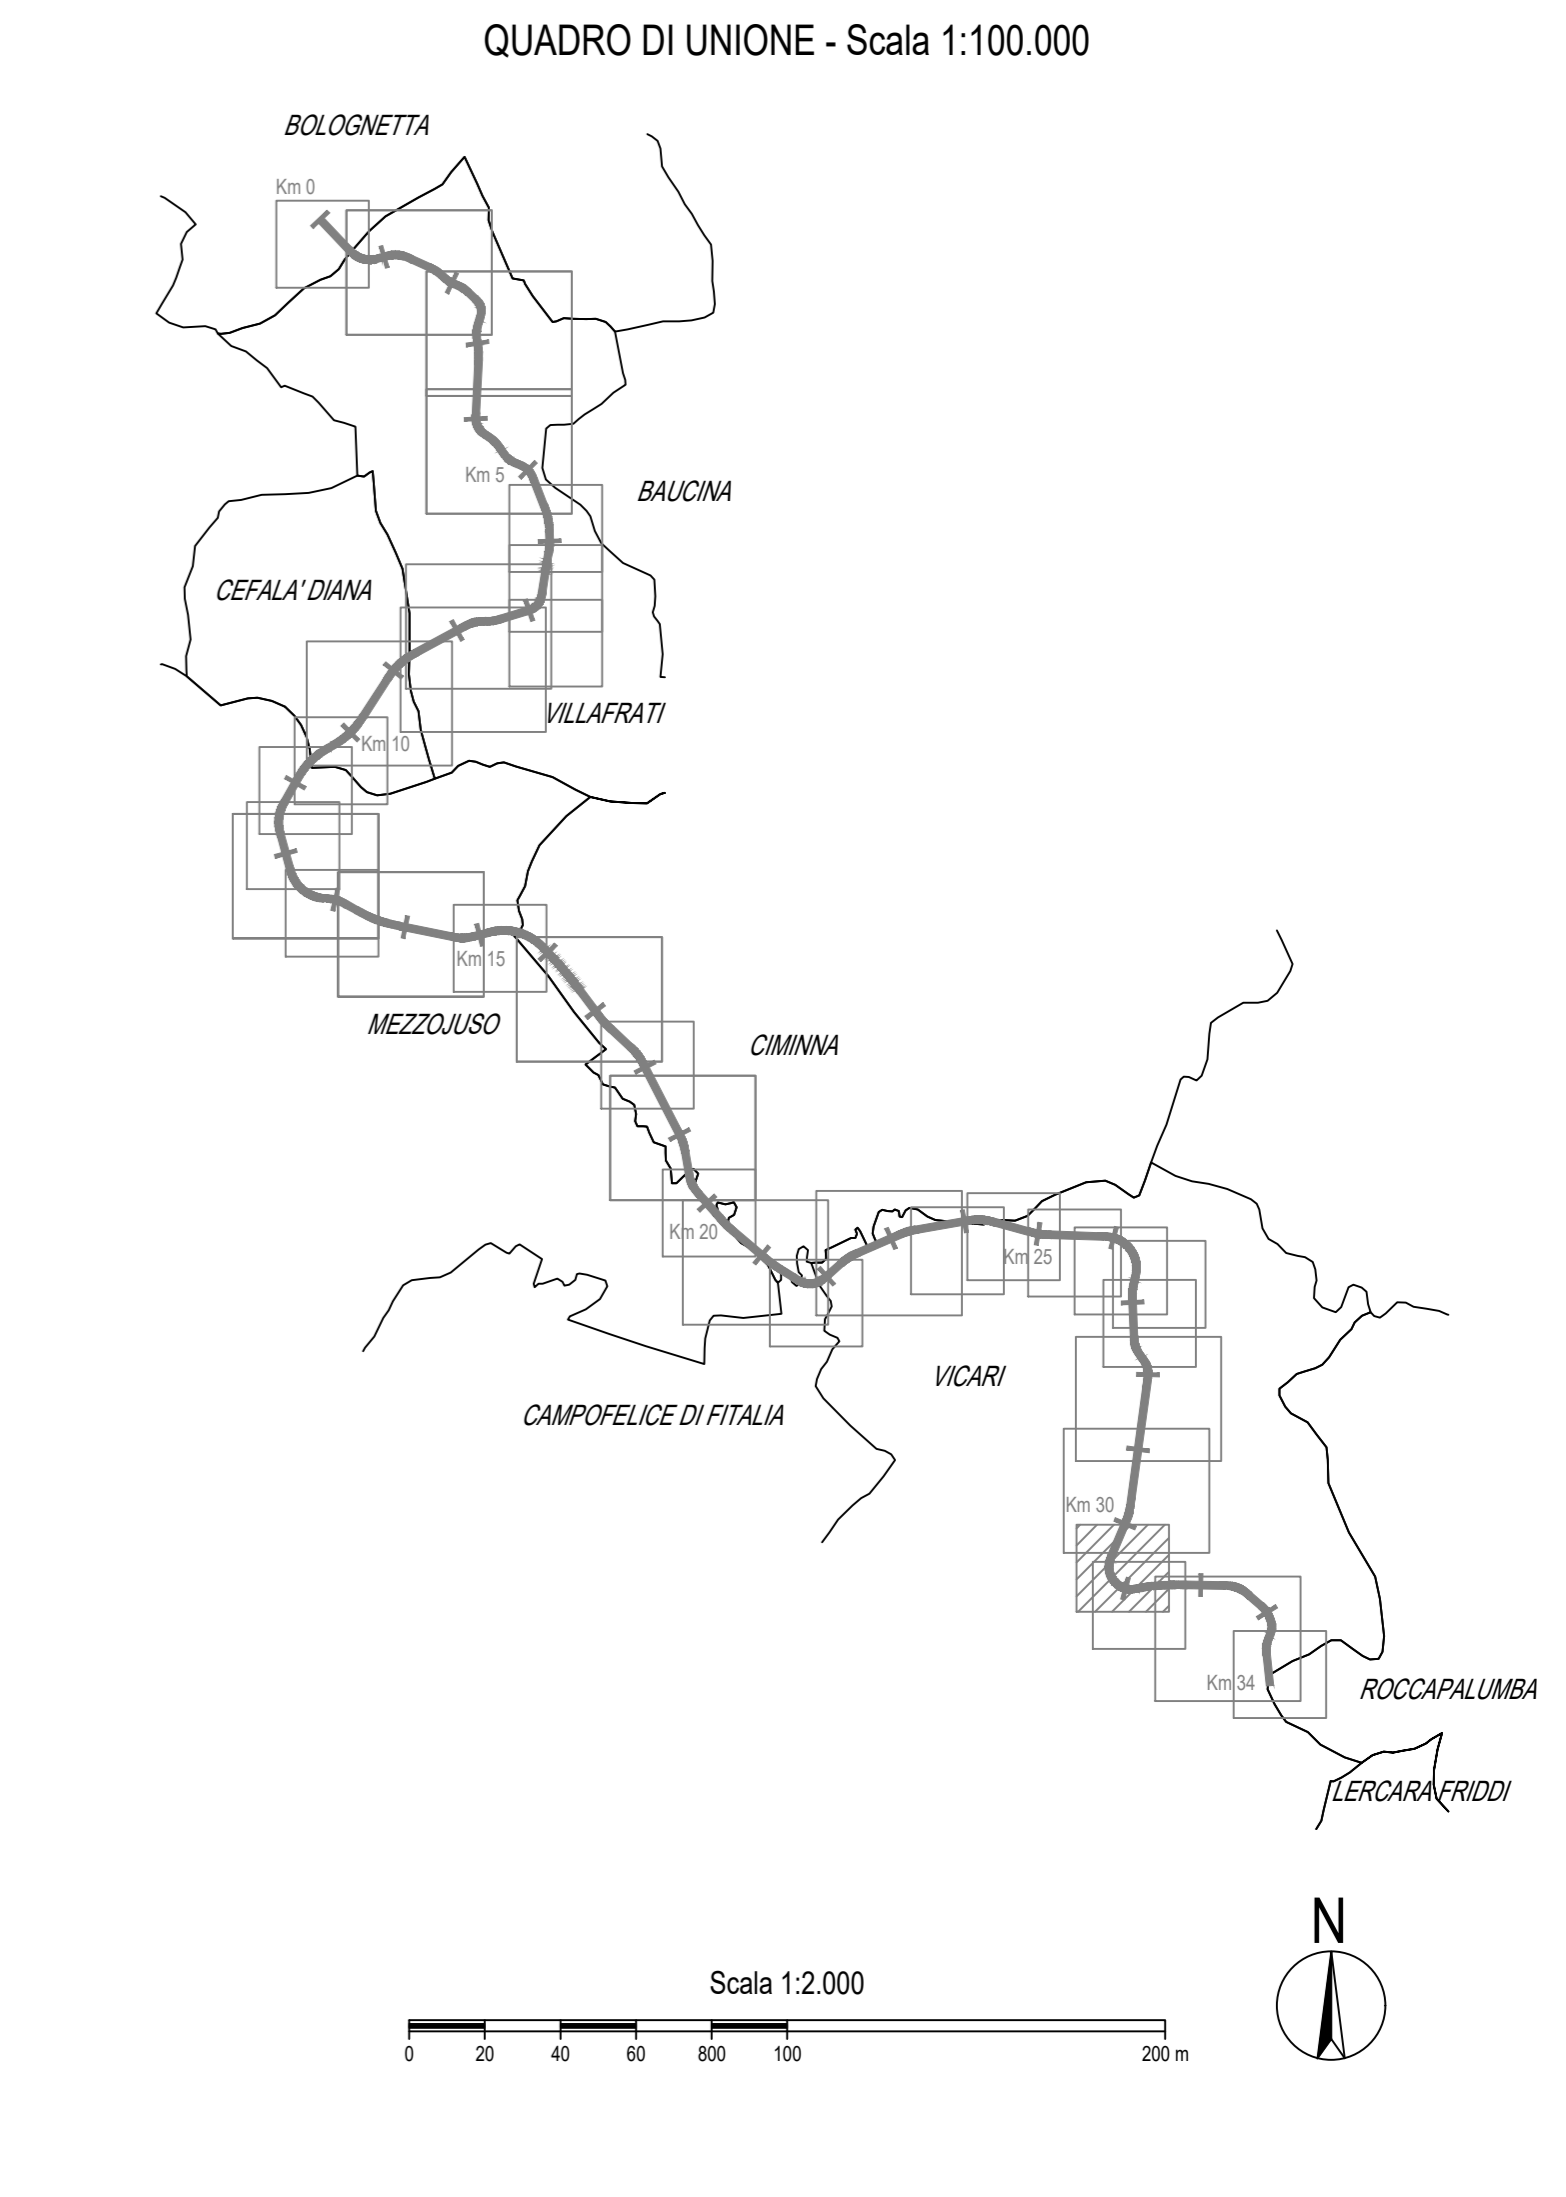 QUADRO DI UNIONE - Scala 1:100.000
BOLOGNETTA
Km 0
Km 5
BAUCINA
CEFALA' DIANA
VILLAFRATI
Km 10
Km 15
MEZZOJUSO
CIMINNA
Km 20
Km 25
VICARI
CAMPOFELICE DI FITALIA
Km 30
Km 34
ROCCAPALUMBA
LERCARA FRIDDI
N
Scala 1:2.000
0 20 40 60 800 100 200 m